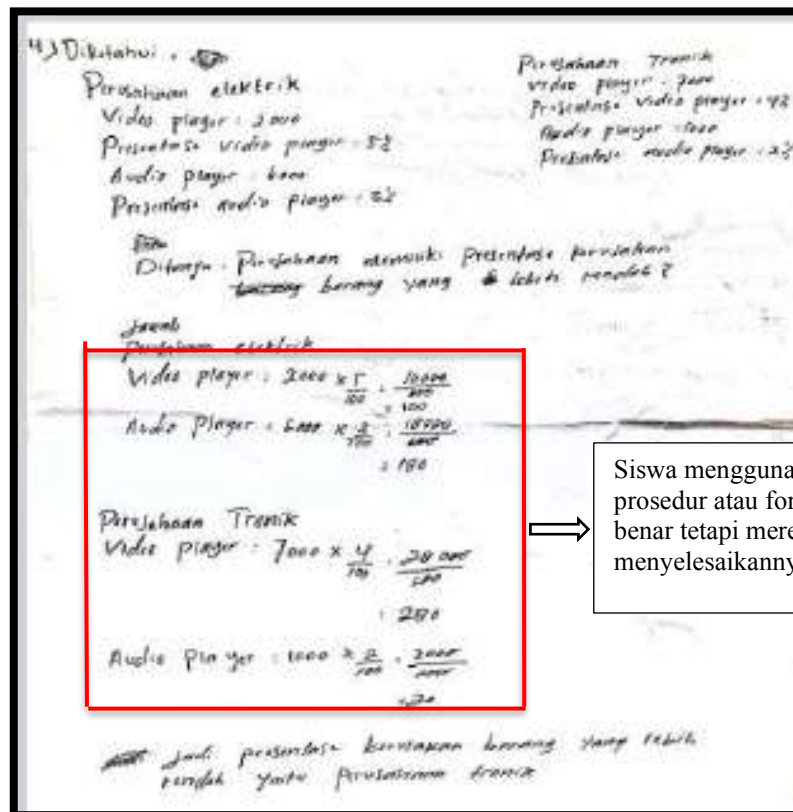 4.) Diketahui :
Perusahaan elektrik
Video player : 2000
Presentase video player : 5%
Audio player : 6000
Presentase audio player : 3%
Perusahaan Tronik
video player : 7000
Presentase video player : 4%
Audio player : 1000
Presentase audio player : 2%
Ditanya : Perusahaan memiliki presentase kerusakan
barang yang lebih rendah ?
Jawab
Perusahaan elektrik
Video player : 2000 x 5/100 = 10000/100
= 100
Audio Player : 6000 x 3/100 = 18000/100
= 180
Perusahaan Tronik
Video player : 7000 x 4/100 = 28000/100
= 280
Audio player : 1000 x 2/100 = 2000/100
= 20
Jadi presentase kerusakan barang yang lebih
rendah yaitu perusahaan tronik
Siswa mengguna
prosedur atau for
benar tetapi mere
menyelesaikanny